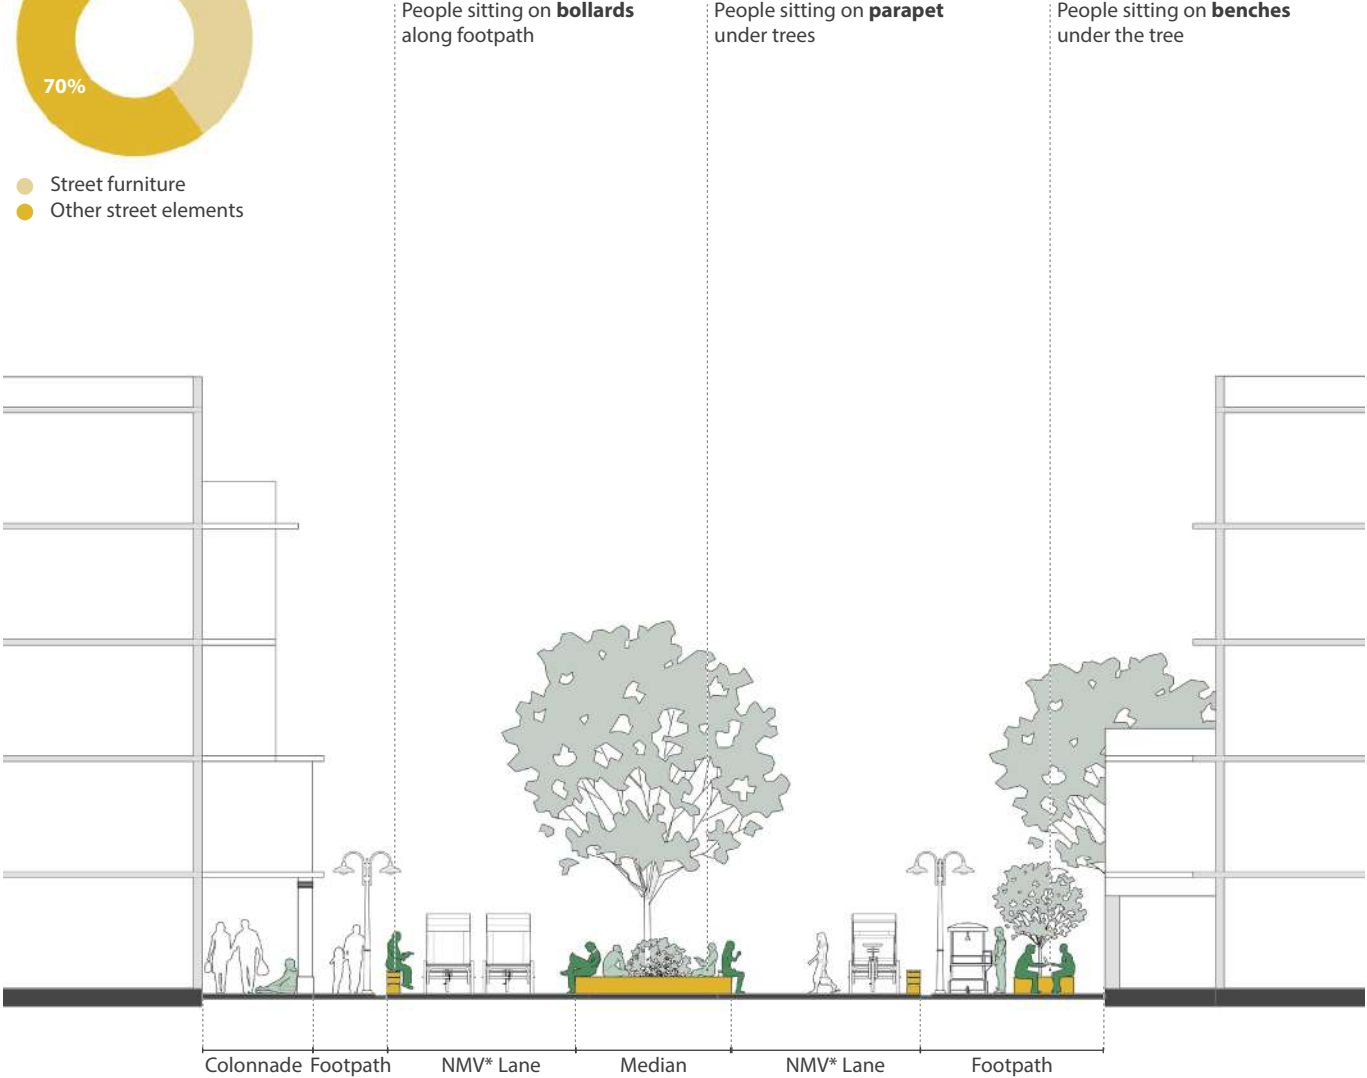 People sitting on bollards
along footpath
People sitting on parapet
under trees
People sitting on benches
under the tree
70%
Street furniture
Other street elements
Colonnade
Footpath
NMV* Lane
Median
NMV* Lane
Footpath